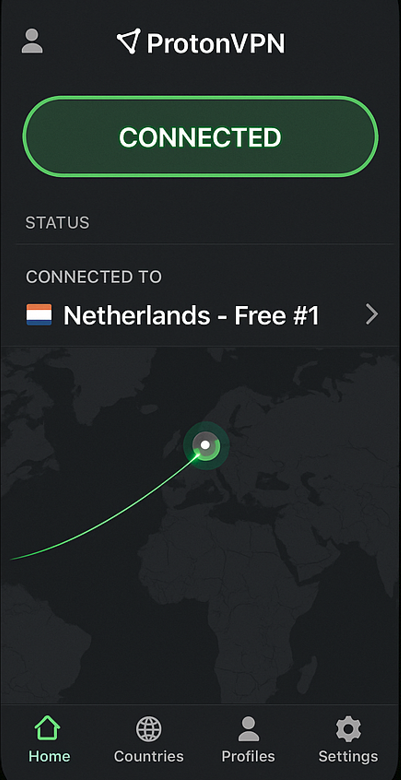 ProtonVPN
CONNECTED
STATUS
CONNECTED TO
Netherlands - Free #1
Home
Countries
Profiles
Settings